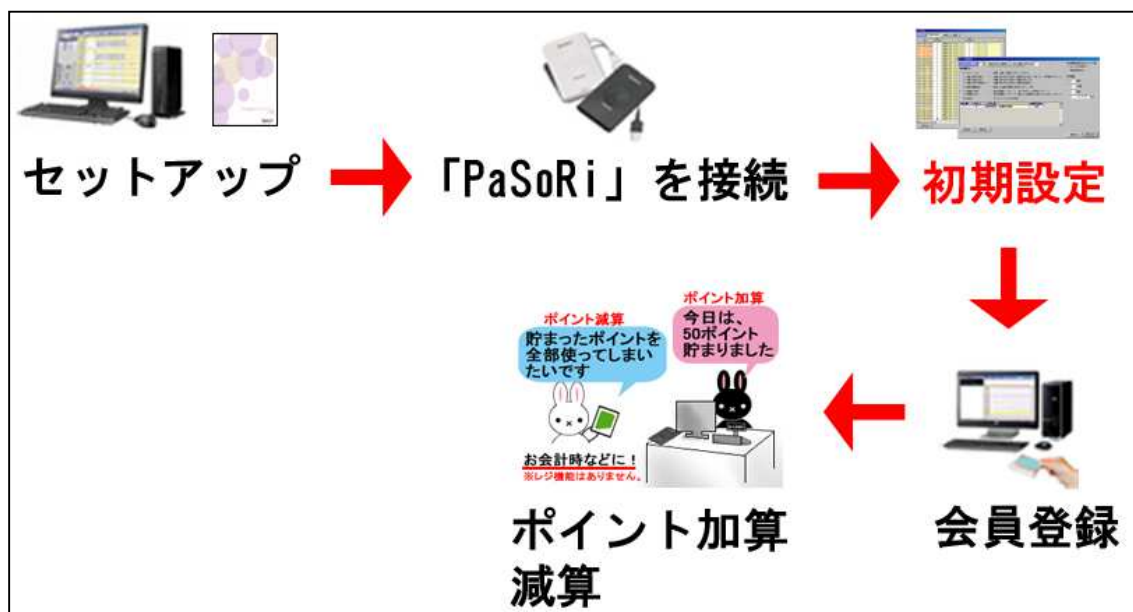 セットアップ
「PaSoRi」を接続
初期設定
ポイント加算
今日は、
50ポイント
貯まりました
ポイント減算
貯まったポイントを
全部使ってしまい
たいです
お会計時などに！
※レジ機能はありません。
会員登録
ポイント加算
減算